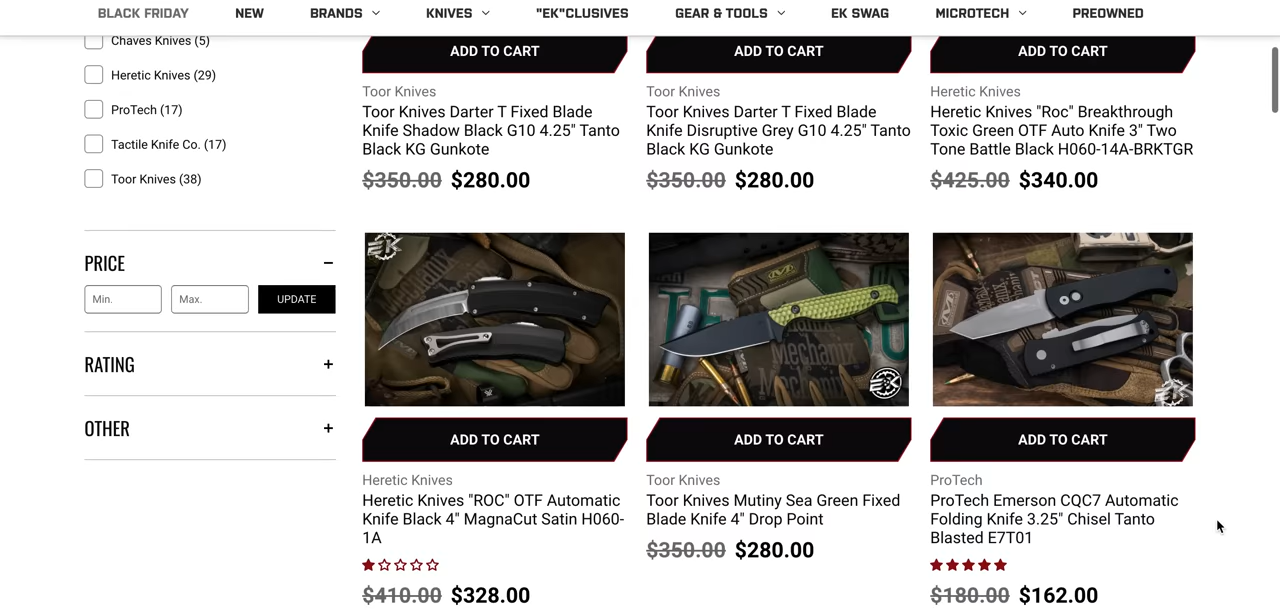 BLACK FRIDAY NEW BRANDS KNIVES "EK"CLUSIVES GEAR & TOOLS EK SWAG MICROTECH PREOWNED
Chaves Knives (5)
Heretic Knives (29)
ProTech (17)
Tactile Knife Co. (17)
Toor Knives (38)
PRICE
Min. Max. UPDATE
RATING
OTHER
ADD TO CART
Toor Knives
Toor Knives Darter T Fixed Blade
Knife Shadow Black G10 4.25" Tanto
Black KG Gunkote
$350.00 $280.00
ADD TO CART
Toor Knives
Toor Knives Darter T Fixed Blade
Knife Disruptive Grey G10 4.25" Tanto
Black KG Gunkote
$350.00 $280.00
ADD TO CART
Heretic Knives
Heretic Knives "Roc" Breakthrough
Toxic Green OTF Auto Knife 3" Two
Tone Battle Black H060-14A-BRKTGR
$425.00 $340.00
EK
ADD TO CART
Heretic Knives
Heretic Knives "ROC" OTF Automatic
Knife Black 4" MagnaCut Satin H060-
1A
$410.00 $328.00
Mechanix
EK
ADD TO CART
Toor Knives
Toor Knives Mutiny Sea Green Fixed
Blade Knife 4" Drop Point
$350.00 $280.00
EK
ADD TO CART
ProTech
ProTech Emerson CQC7 Automatic
Folding Knife 3.25" Chisel Tanto
Blasted E7T01
$180.00 $162.00